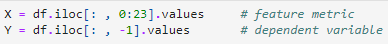 X = df.iloc[: , 0:23].values     # feature metric
Y = df.iloc[: , -1].values       # dependent variable